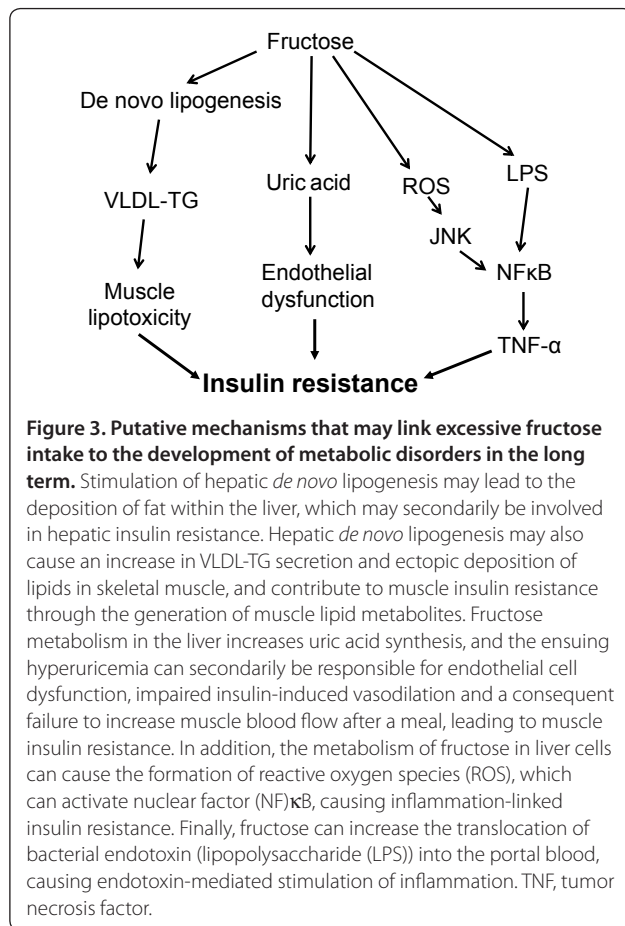 Fructose
De novo lipogenesis
VLDL-TG
Muscle
lipotoxicity
Uric acid
Endothelial
dysfunction
ROS
JNK
LPS
NFκB
TNF-α
Insulin resistance
Figure 3. Putative mechanisms that may link excessive fructose
intake to the development of metabolic disorders in the long
term. Stimulation of hepatic de novo lipogenesis may lead to the
deposition of fat within the liver, which may secondarily be involved
in hepatic insulin resistance. Hepatic de novo lipogenesis may also
cause an increase in VLDL-TG secretion and ectopic deposition of
lipids in skeletal muscle, and contribute to muscle insulin resistance
through the generation of muscle lipid metabolites. Fructose
metabolism in the liver increases uric acid synthesis, and the ensuing
hyperuricemia can secondarily be responsible for endothelial cell
dysfunction, impaired insulin-induced vasodilation and a consequent
failure to increase muscle blood flow after a meal, leading to muscle
insulin resistance. In addition, the metabolism of fructose in liver cells
can cause the formation of reactive oxygen species (ROS), which
can activate nuclear factor (NF)κB, causing inflammation-linked
insulin resistance. Finally, fructose can increase the translocation of
bacterial endotoxin (lipopolysaccharide (LPS)) into the portal blood,
causing endotoxin-mediated stimulation of inflammation. TNF, tumor
necrosis factor.